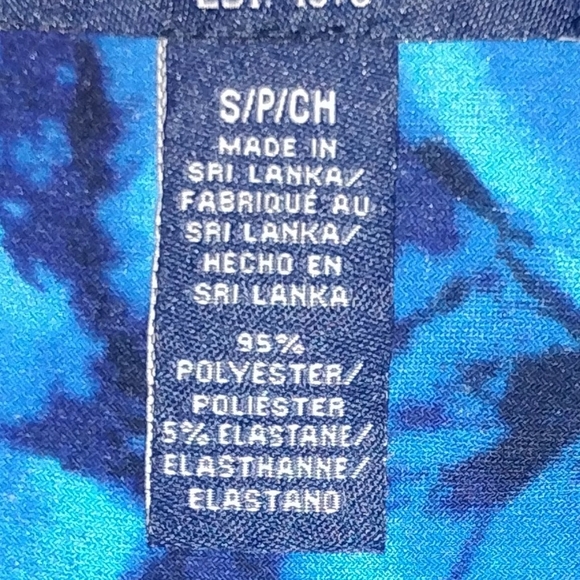 S/P/CH
MADE IN
SRI LANKA/
FABRIQUÉ AU
SRI LANKA/
HECHO EN
SRI LANKA
95%
POLYESTER/
POLIÉSTER
5% ELASTANE/
ELASTHANNE/
ELASTANO